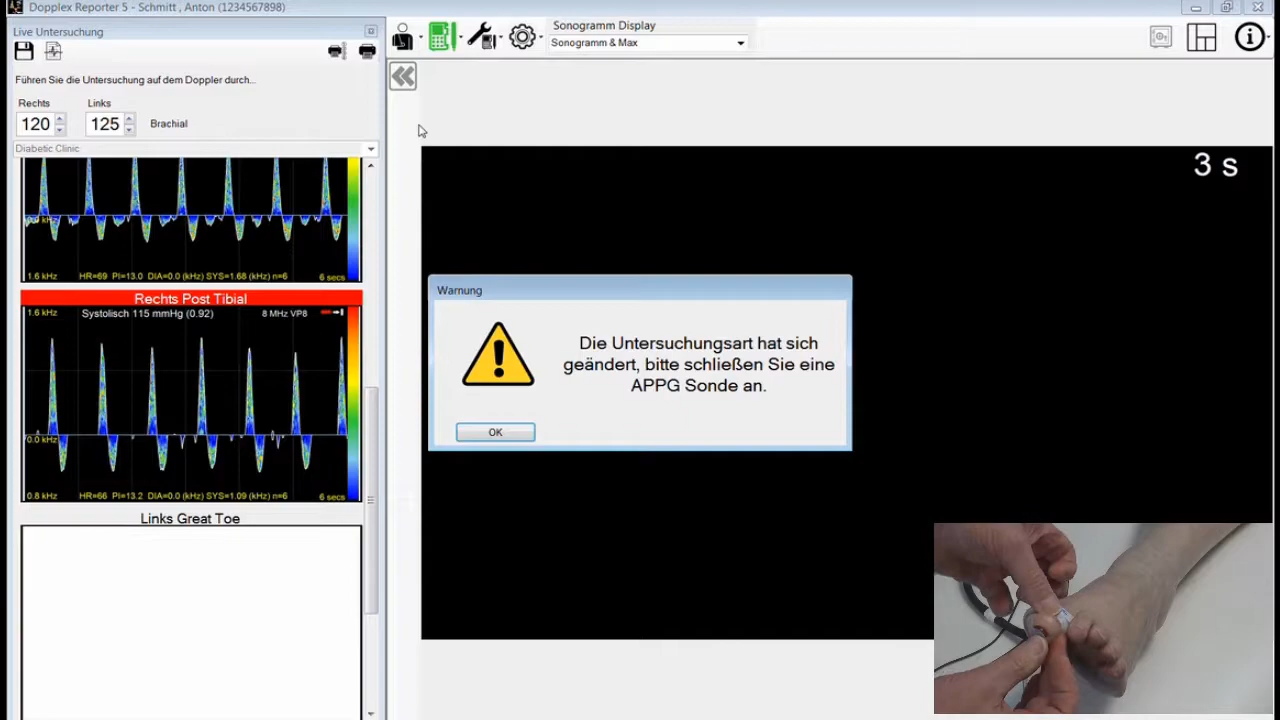 Dopplex Reporter 5 - Schmitt , Anton (1234567898)
Live Untersuchung
Sonogramm Display
Sonogramm & Max
Führen Sie die Untersuchung auf dem Doppler durch...
Rechts Links
120 125 Brachial
Diabetic Clinic
3 s
1.6 kHz HR=69 PI=13.0 DIA=0.0 (kHz) SYS=1.68 (kHz) n=6 6 secs
Rechts Post Tibial
1.6 kHz Systolisch 115 mmHg (0.92) 8 MHz VP8
0.0 kHz
0.8 kHz HR=66 PI=13.2 DIA=0.0 (kHz) SYS=1.09 (kHz) n=6 6 secs
Links Great Toe
Warnung
Die Untersuchungsart hat sich
geändert, bitte schließen Sie eine
APPG Sonde an.
OK